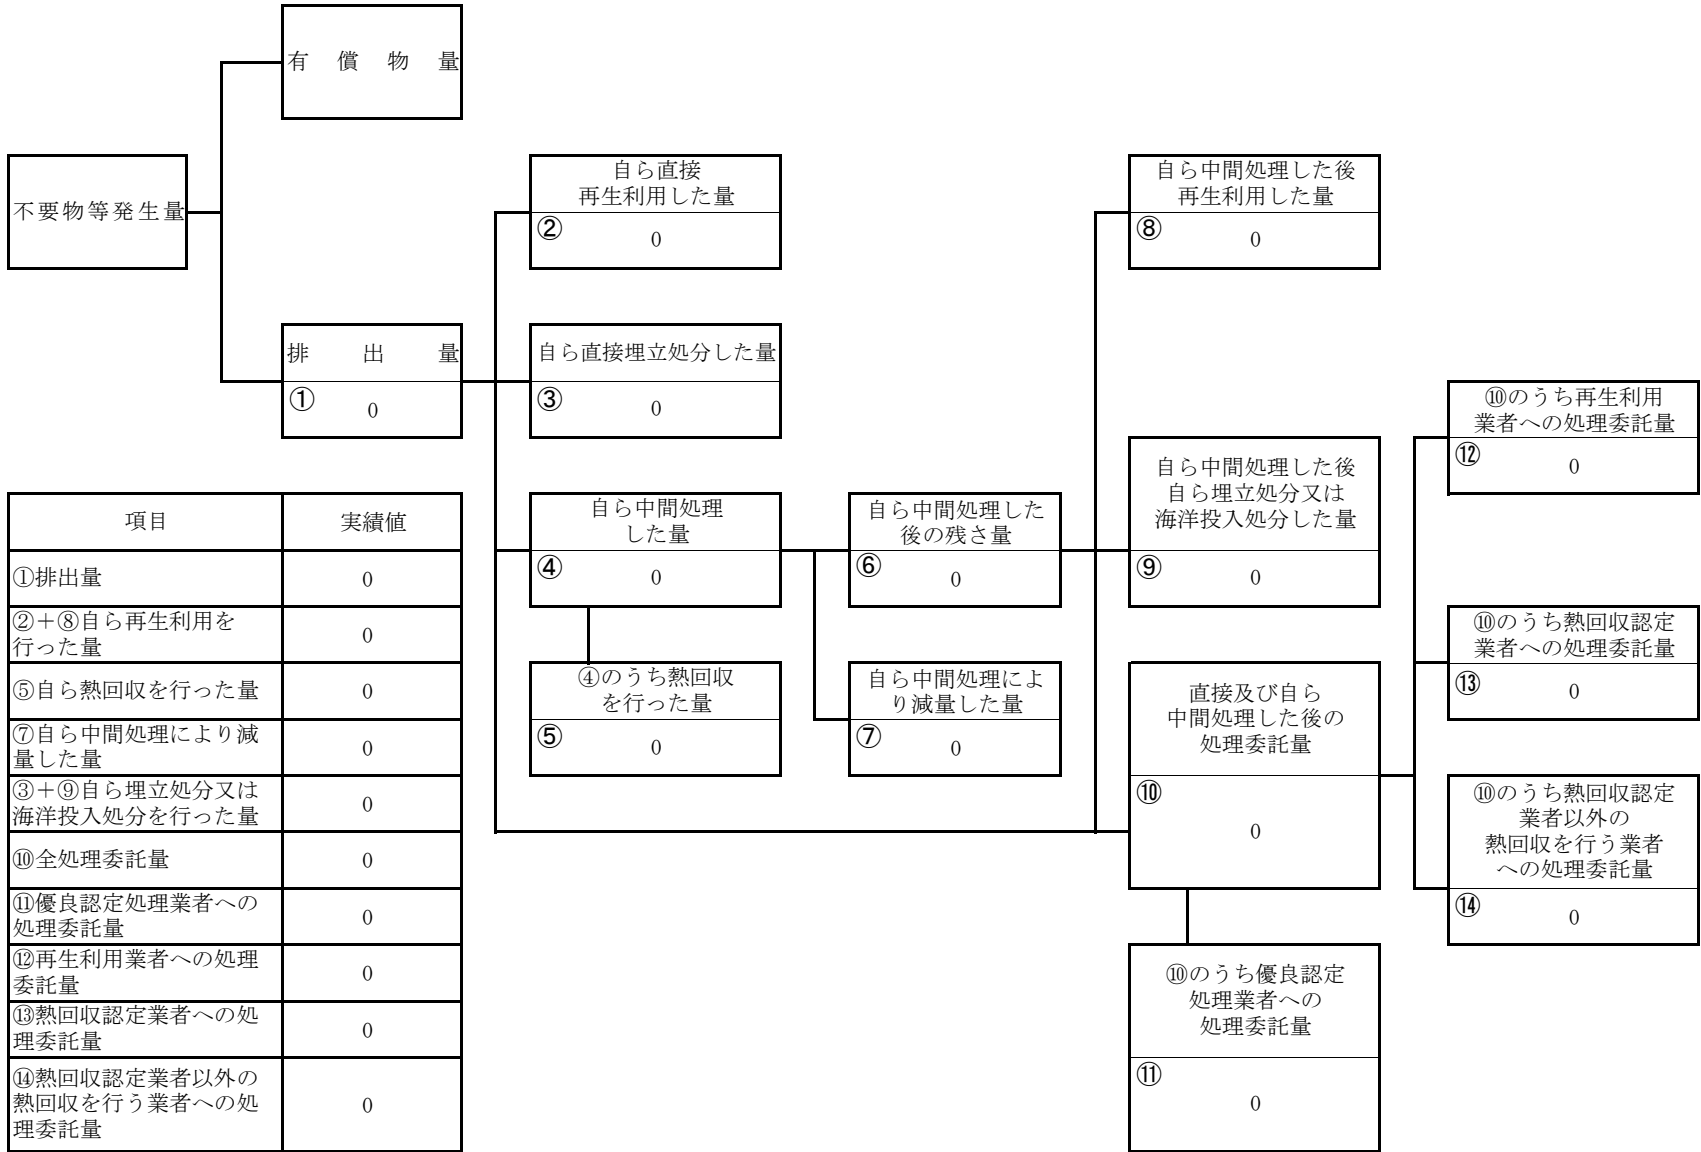 有償物量
不要物等発生量
排出量
①
0
自ら直接
再生利用した量
②
0
自ら直接埋立処分した量
③
0
自ら中間処理
した量
④
0
④のうち熱回収
を行った量
⑤
0
自ら中間処理した
後の残さ量
⑥
0
自ら中間処理によ
り減量した量
⑦
0
自ら中間処理した後
再生利用した量
⑧
0
自ら中間処理した後
自ら埋立処分又は
海洋投入処分した量
⑨
0
直接及び自ら
中間処理した後の
処理委託量
⑩
0
⑩のうち優良認定
処理業者への
処理委託量
⑪
0
⑩のうち再生利用
業者への処理委託量
⑫
0
⑩のうち熱回収認定
業者への処理委託量
⑬
0
⑩のうち熱回収認定
業者以外の
熱回収を行う業者
への処理委託量
⑭
0
項目 実績値
①排出量 0
②+⑧自ら再生利用を
行った量 0
⑤自ら熱回収を行った量 0
⑦自ら中間処理により減
量した量 0
③+⑨自ら埋立処分又は
海洋投入処分を行った量 0
⑩全処理委託量 0
⑪優良認定処理業者への
処理委託量 0
⑫再生利用業者への処理
委託量 0
⑬熱回収認定業者への処
理委託量 0
⑭熱回収認定業者以外の
熱回収を行う業者への処
理委託量 0